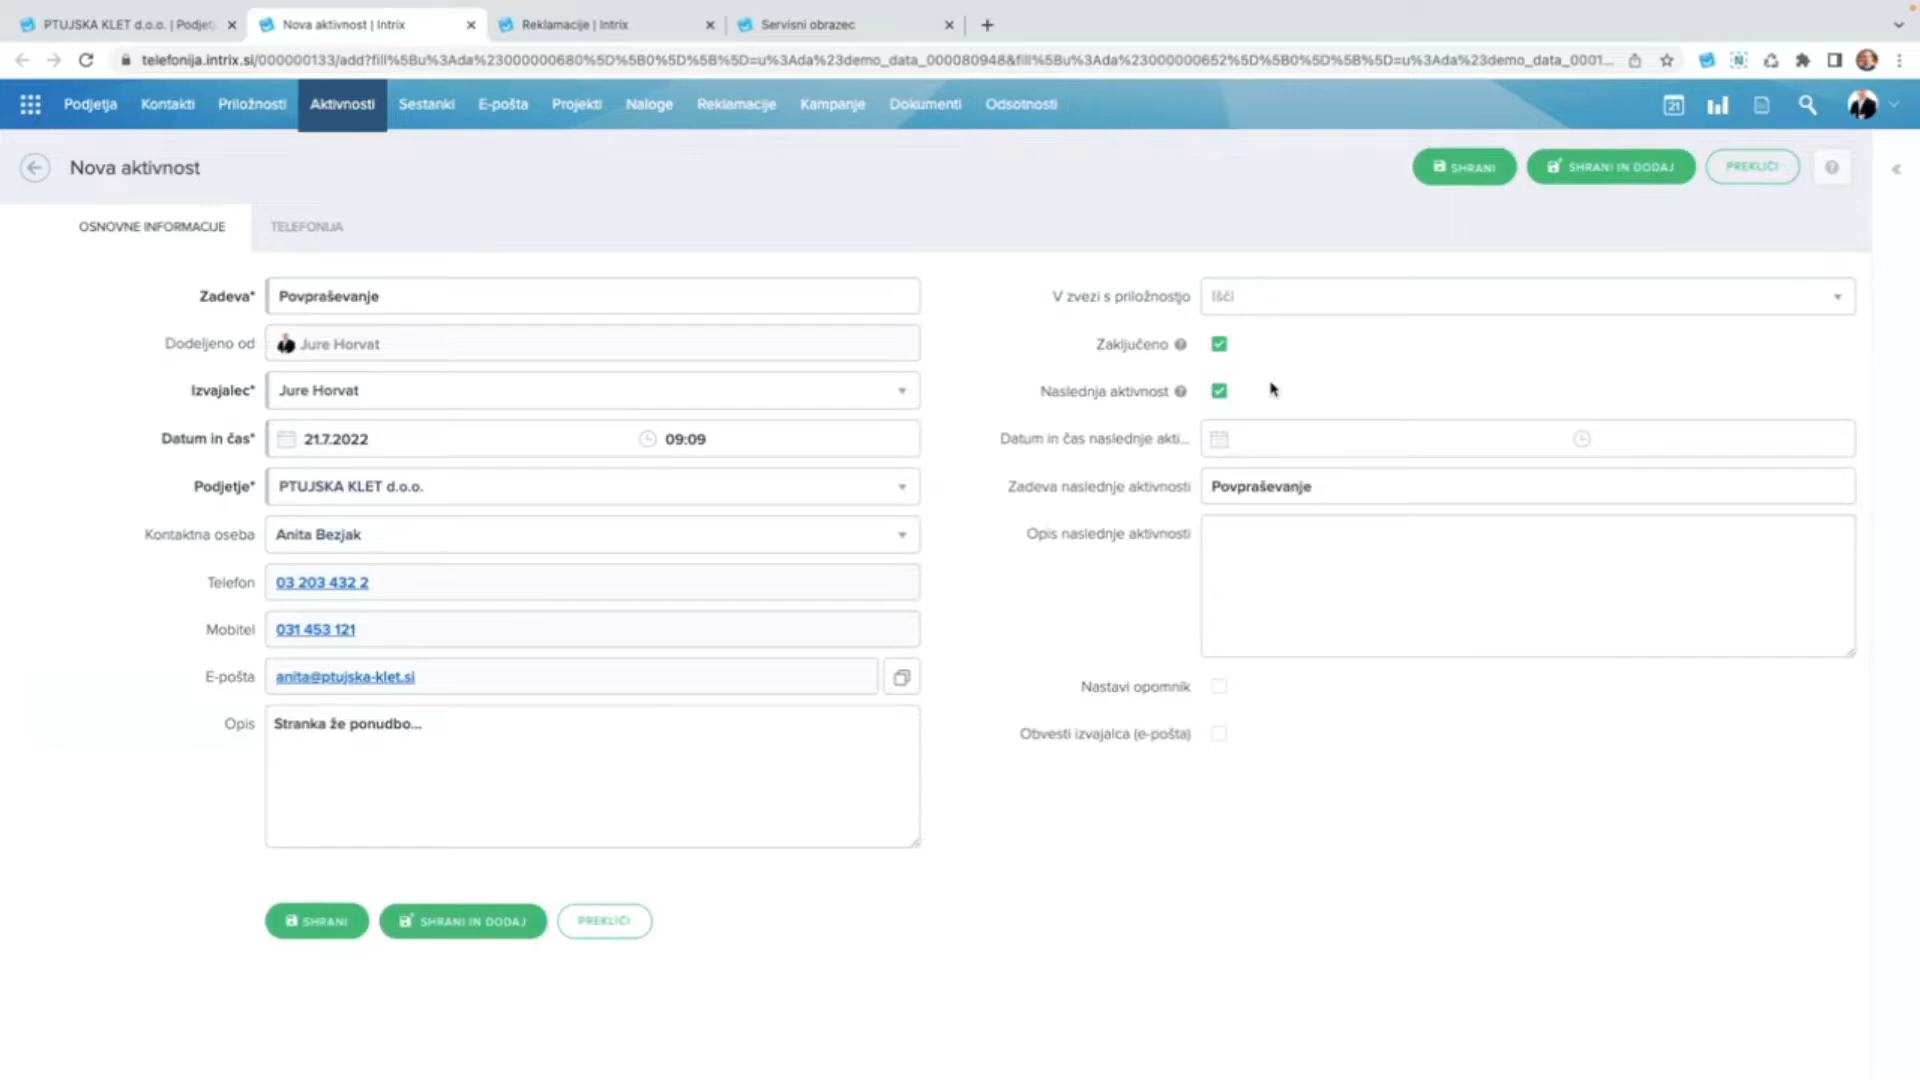 PTUJSKA KLET d.o.o. | Podjet
Nova aktivnost | Intrix
Reklamacije | Intrix
Servisni obrazec
telefonija.intrix.si/000000133/add?fill%5Bu%3Ada%23000000680%5D%5B0%5D%5B%5D=u%3Ada%23demo_data_000080948&fill%5Bu%3Ada%23000000652%5D%5B0%5D%5B%5D=u%3Ada%23demo_data_0001...
Podjetja Kontakti Priložnosti Aktivnosti Sestanki E-pošta Projekti Naloge Reklamacije Kampanje Dokumenti Odsotnosti
21
Nova aktivnost
SHRANI
SHRANI IN DODAJ
PREKLIČI
OSNOVNE INFORMACIJE
TELEFONIJA
Zadeva* Povpraševanje
Dodeljeno od Jure Horvat
Izvajalec* Jure Horvat
Datum in čas* 21.7.2022 09:09
Podjetje* PTUJSKA KLET d.o.o.
Kontaktna oseba Anita Bezjak
Telefon 03 203 432 2
Mobitel 031 453 121
E-pošta anita@ptujska-klet.si
Opis Stranka že ponudbo...
V zvezi s priložnostjo Išči
Zaključeno
Naslednja aktivnost
Datum in čas naslednje akti...
Zadeva naslednje aktivnosti Povpraševanje
Opis naslednje aktivnosti
Nastavi opomnik
Obvesti izvajalca (e-pošta)
SHRANI
SHRANI IN DODAJ
PREKLIČI